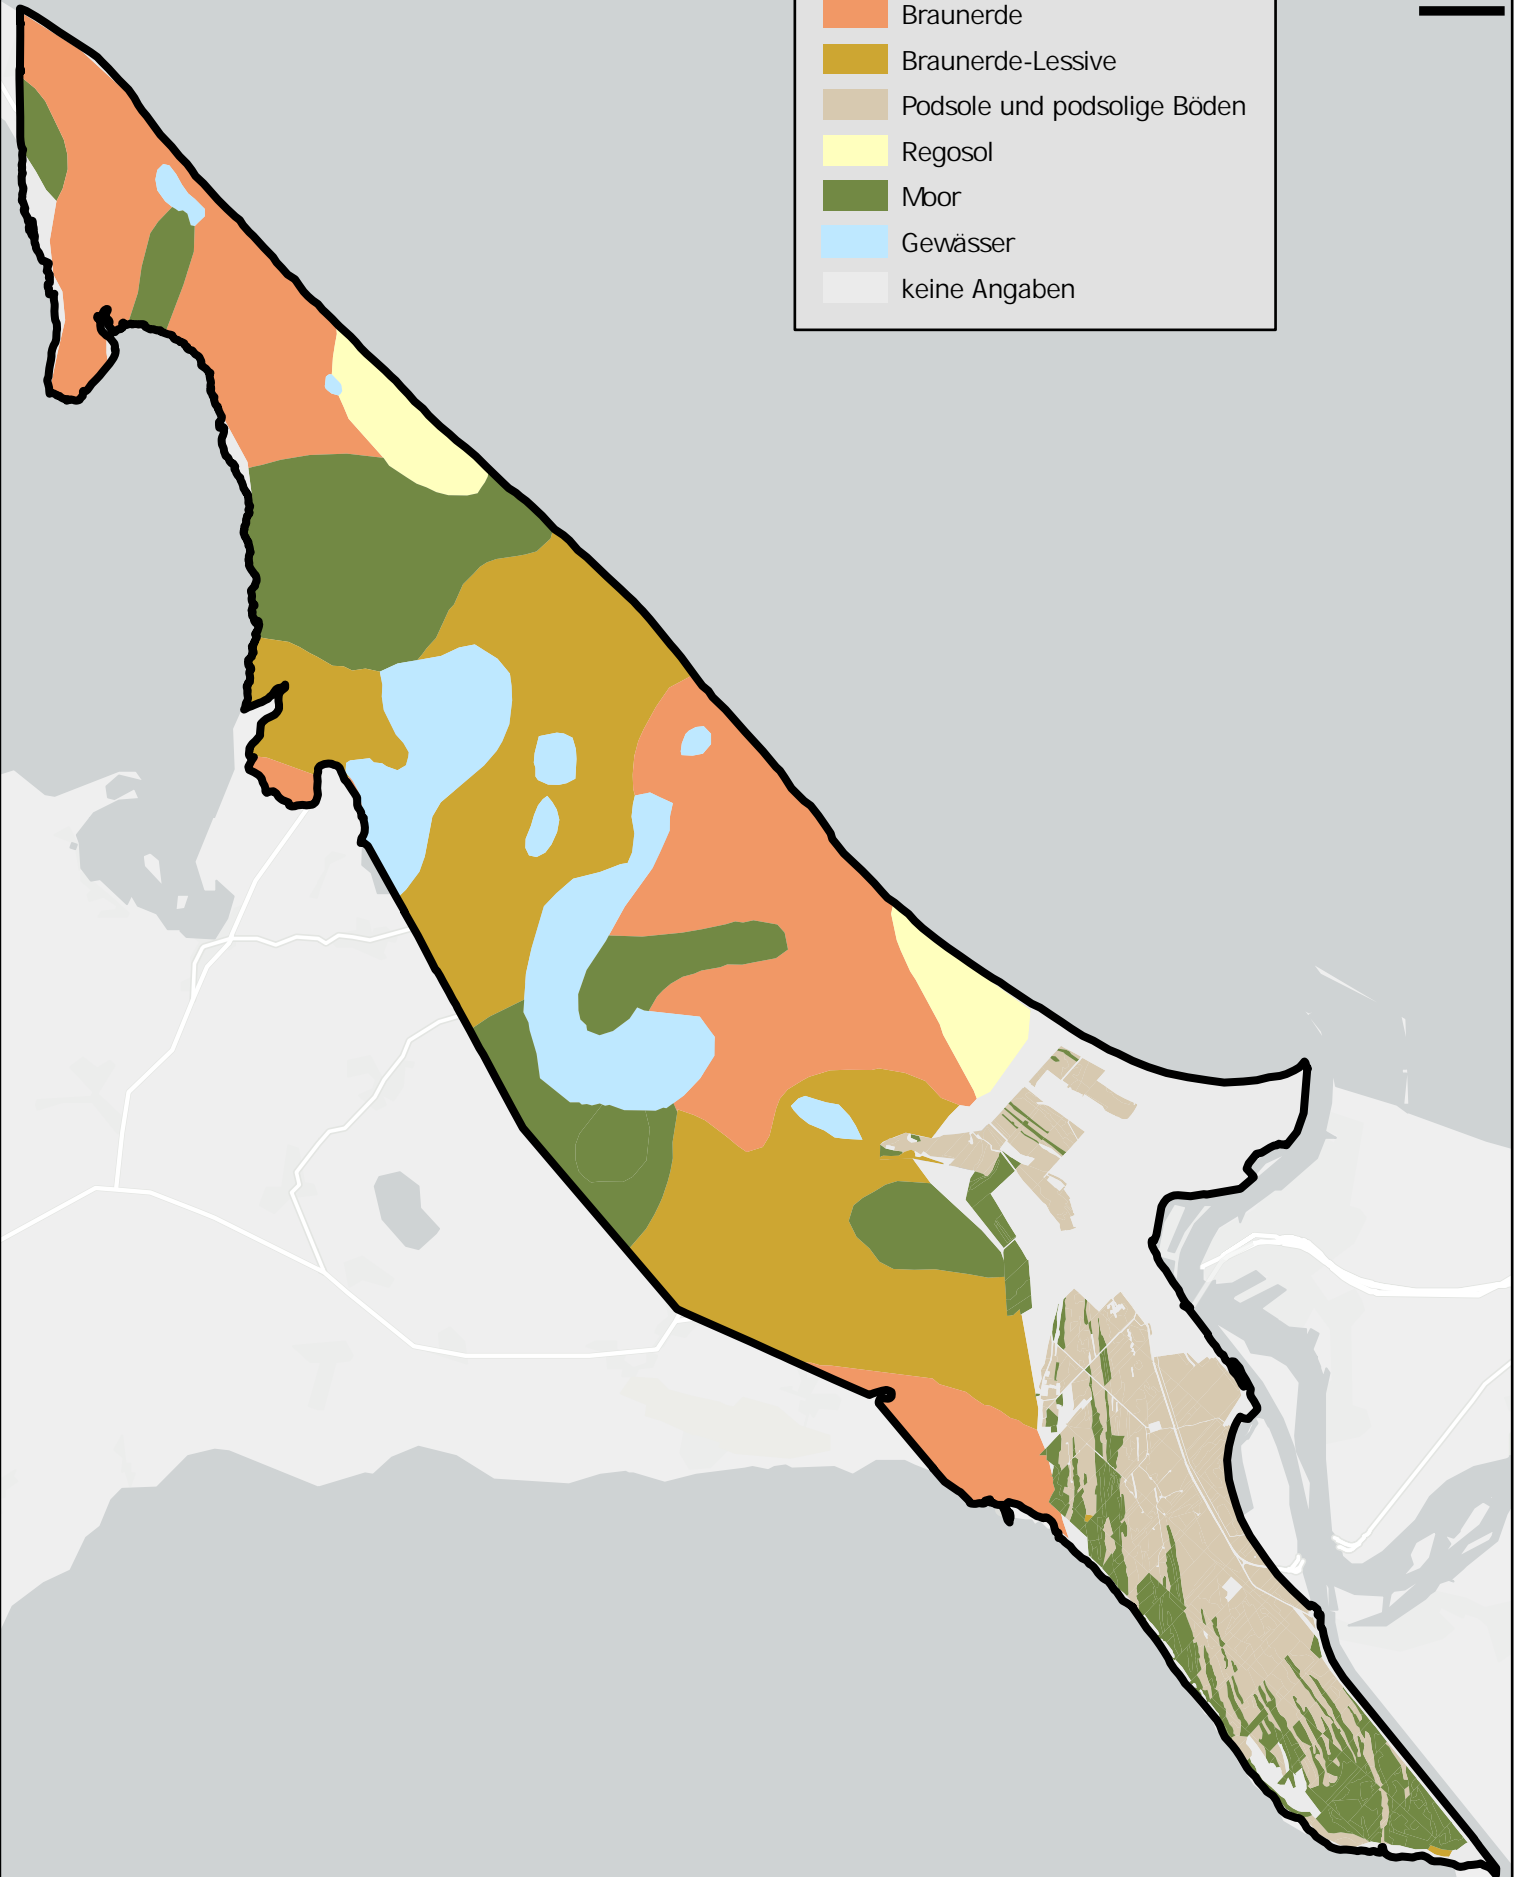 Braunerde
Braunerde-Lessive
Podsole und podsolige Böden
Regosol
Moor
Gewässer
keine Angaben